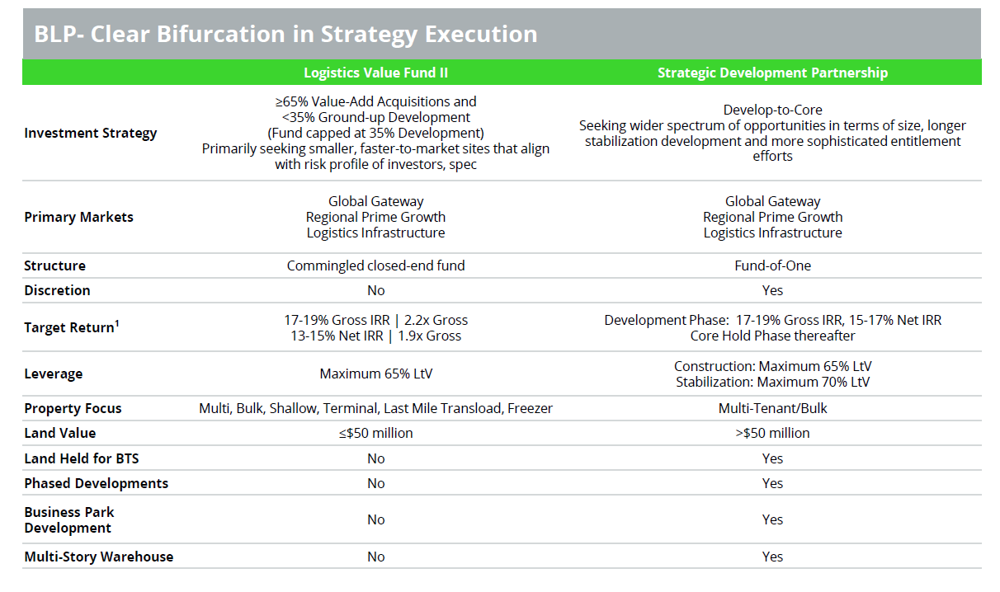 BLP- Clear Bifurcation in Strategy Execution
Logistics Value Fund II
Strategic Development Partnership
Investment Strategy
≥65% Value-Add Acquisitions and
<35% Ground-up Development
(Fund capped at 35% Development)
Primarily seeking smaller, faster-to-market sites that align
with risk profile of investors, spec
Develop-to-Core
Seeking wider spectrum of opportunities in terms of size, longer
stabilization development and more sophisticated entitlement
efforts
Primary Markets
Global Gateway
Regional Prime Growth
Logistics Infrastructure
Global Gateway
Regional Prime Growth
Logistics Infrastructure
Structure
Commingled closed-end fund
Fund-of-One
Discretion
No
Yes
Target Return¹
17-19% Gross IRR | 2.2x Gross
13-15% Net IRR | 1.9x Gross
Development Phase:  17-19% Gross IRR, 15-17% Net IRR
Core Hold Phase thereafter
Leverage
Maximum 65% LtV
Construction: Maximum 65% LtV
Stabilization: Maximum 70% LtV
Property Focus
Multi, Bulk, Shallow, Terminal, Last Mile Transload, Freezer
Multi-Tenant/Bulk
Land Value
≤$50 million
>$50 million
Land Held for BTS
No
Yes
Phased Developments
No
Yes
Business Park
Development
No
Yes
Multi-Story Warehouse
No
Yes